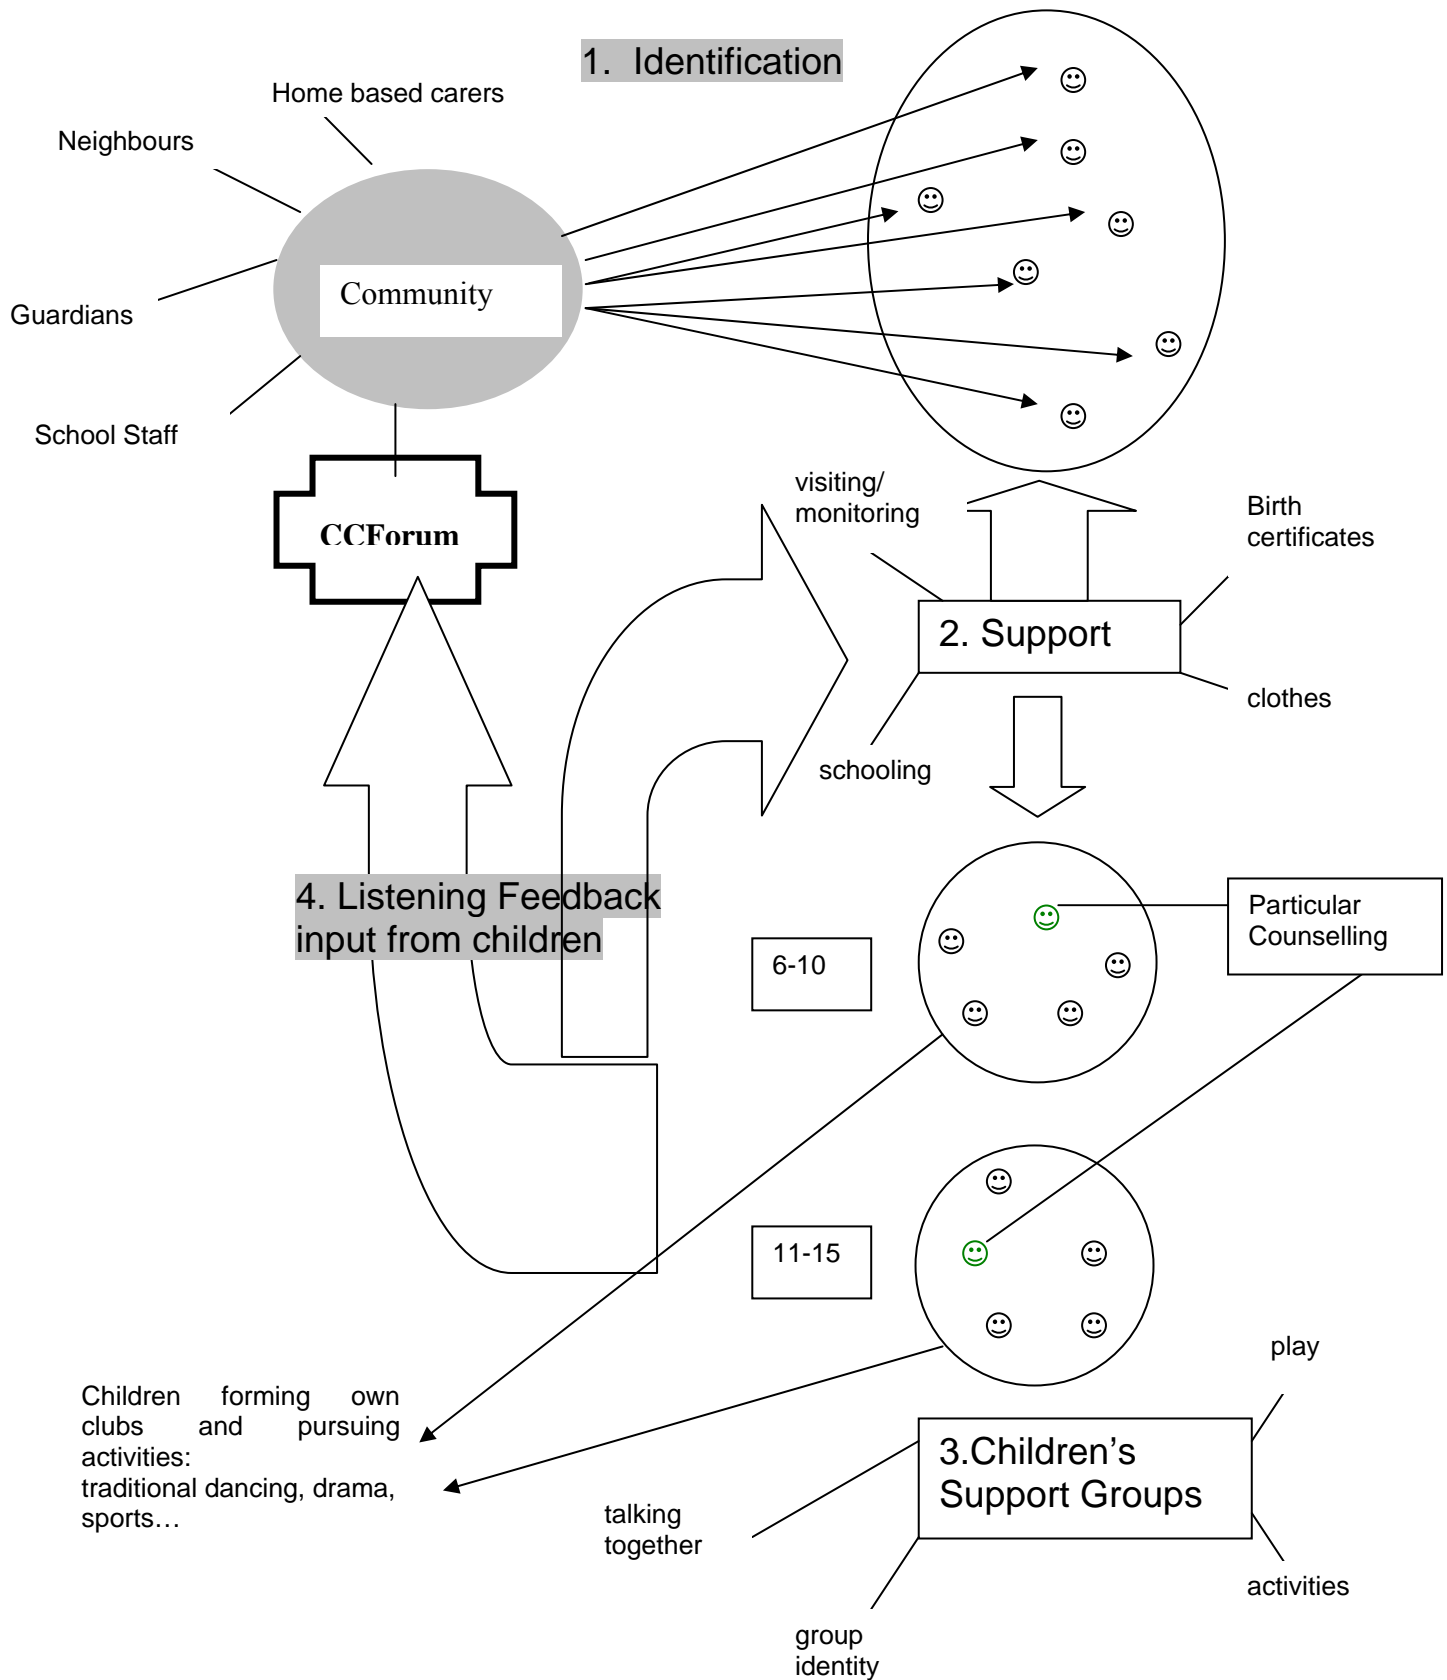 1. Identification
Home based carers
Neighbours
Community
Guardians
School Staff
CCForum
visiting/
monitoring
Birth
certificates
2. Support
clothes
schooling
4. Listening Feedback
input from children
6-10
Particular
Counselling
11-15
play
Children forming own
clubs and pursuing
activities:
traditional dancing, drama,
sports…
3.Children’s
Support Groups
talking
together
activities
group
identity